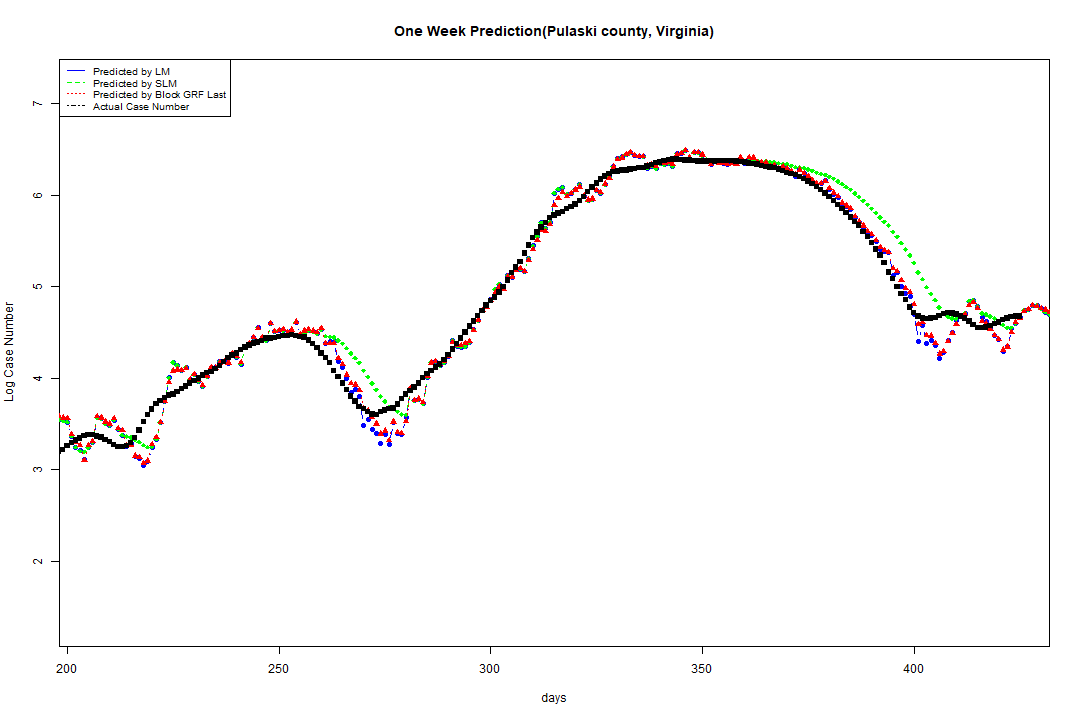 One Week Prediction(Pulaski county, Virginia)
Predicted by LM
Predicted by SLM
Predicted by Block GRF Last
Actual Case Number
7
6
5
4
3
2
Log Case Number
200 250 300 350 400
days